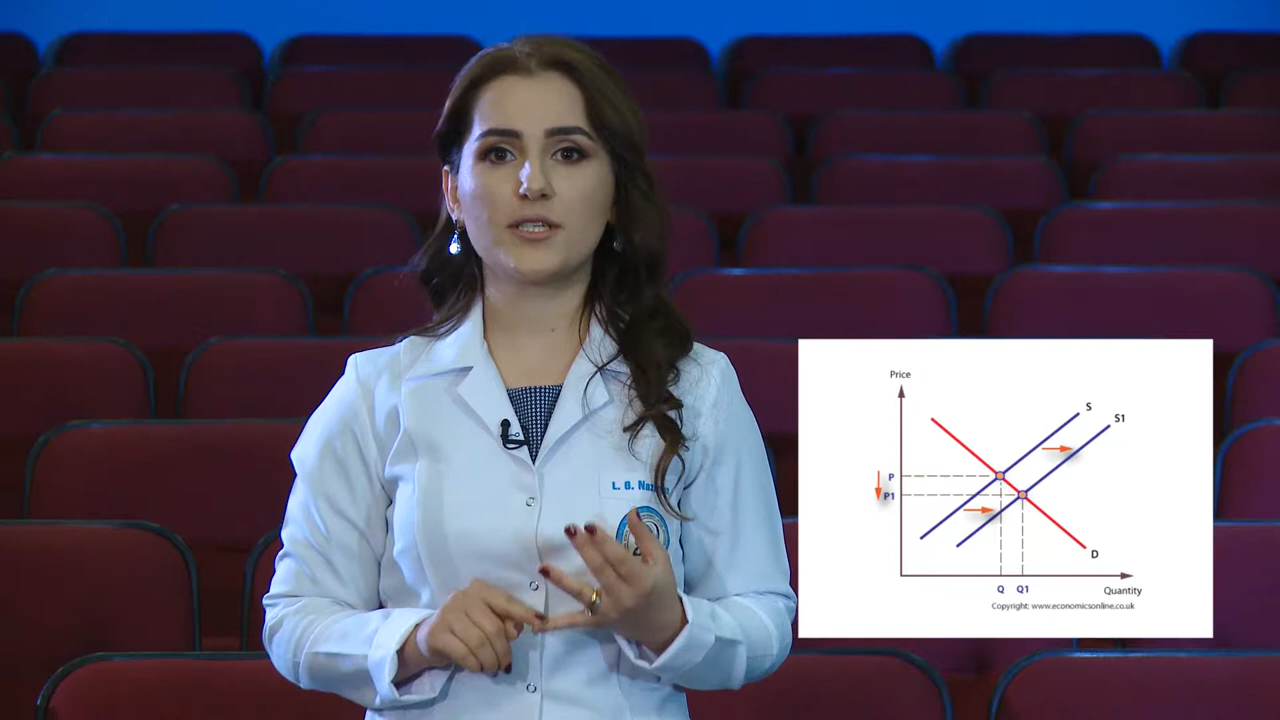 L. G.
Price
S
S1
P
P1
D
Q Q1
Quantity
Copyright: www.economicsonline.co.uk